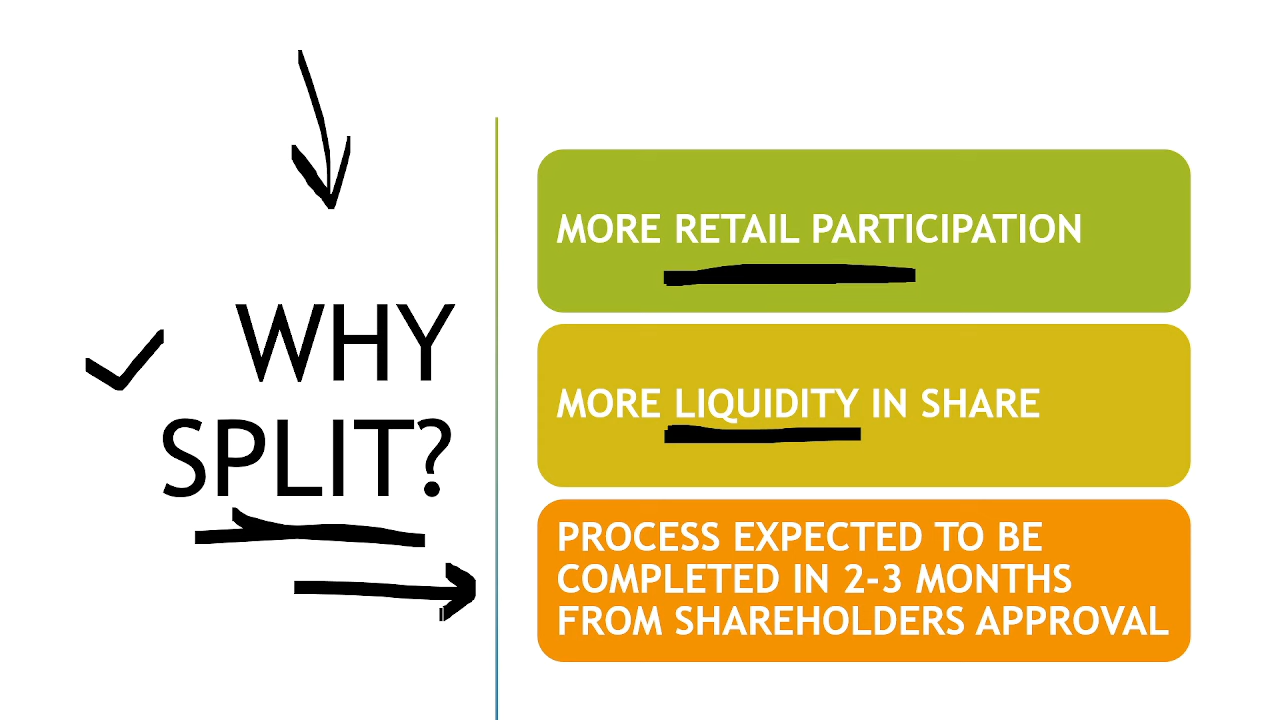 WHY
SPLIT?
MORE RETAIL PARTICIPATION
MORE LIQUIDITY IN SHARE
PROCESS EXPECTED TO BE
COMPLETED IN 2-3 MONTHS
FROM SHAREHOLDERS APPROVAL